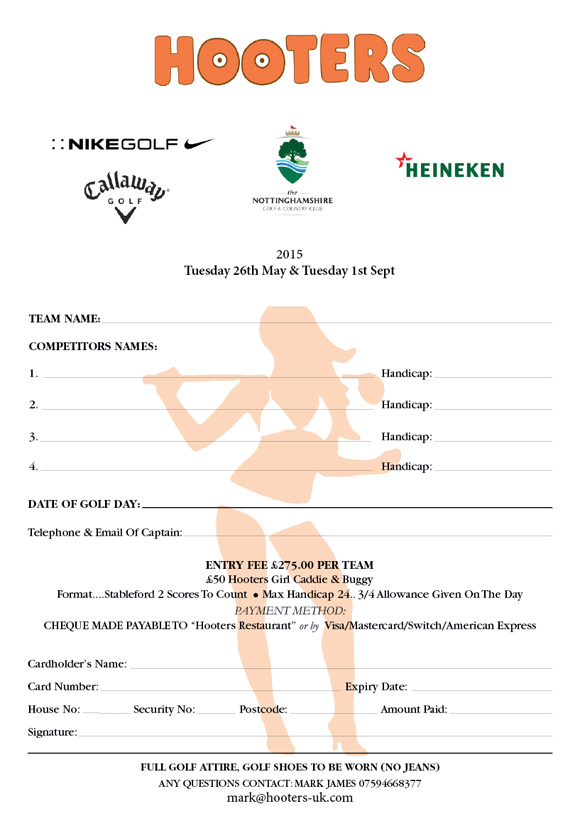 HOOTERS
NIKEGOLF
Callaway
GOLF
the
NOTTINGHAMSHIRE
GOLF & COUNTRY CLUB
HEINEKEN
2015
Tuesday 26th May & Tuesday 1st Sept
TEAM NAME:
COMPETITORS NAMES:
1. Handicap:
2. Handicap:
3. Handicap:
4. Handicap:
DATE OF GOLF DAY:
Telephone & Email Of Captain:
ENTRY FEE £275.00 PER TEAM
£50 Hooters Girl Caddie & Buggy
Format....Stableford 2 Scores To Count • Max Handicap 24.. 3/4 Allowance Given On The Day
PAYMENT METHOD:
CHEQUE MADE PAYABLE TO “Hooters Restaurant” or by Visa/Mastercard/Switch/American Express
Cardholder’s Name:
Card Number: Expiry Date:
House No: Security No: Postcode: Amount Paid:
Signature:
FULL GOLF ATTIRE, GOLF SHOES TO BE WORN (NO JEANS)
ANY QUESTIONS CONTACT: MARK JAMES 07594668377
mark@hooters-uk.com